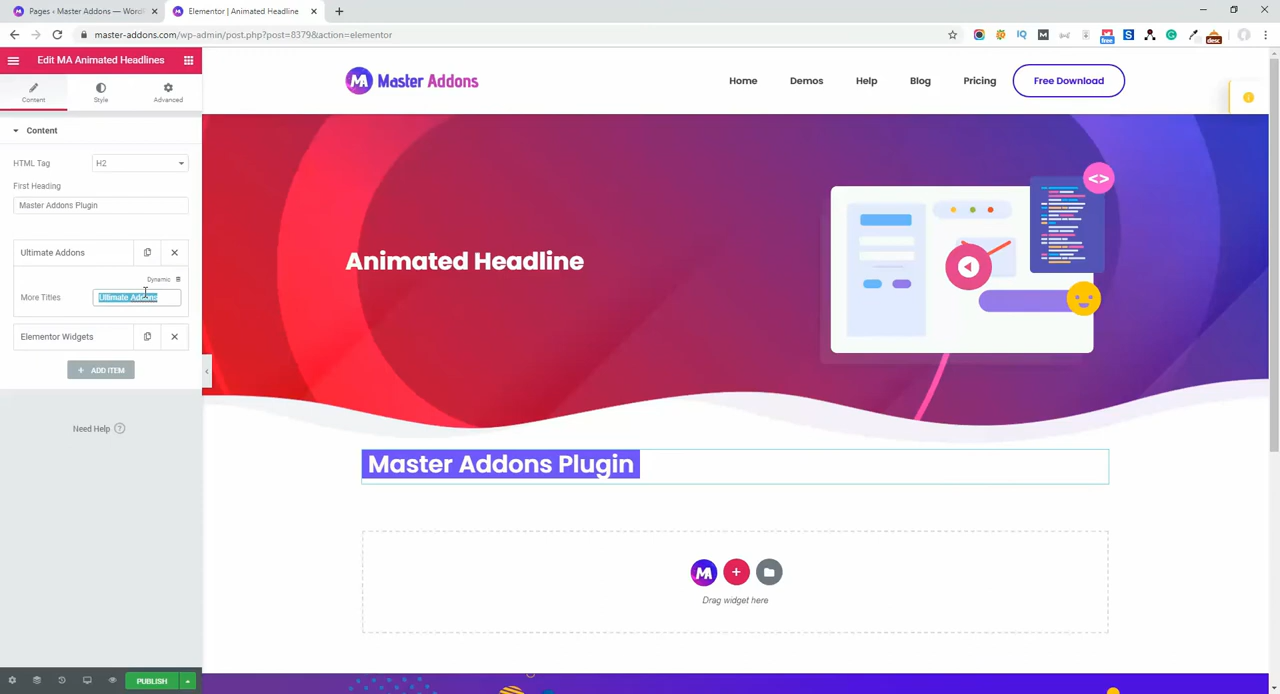 Pages ‹ Master Addons — Word
Elementor | Animated Headline
master-addons.com/wp-admin/post.php?post=8379&action=elementor
IQ
M
S
G
free
desc
Edit MA Animated Headlines
Content
Style
Advanced
Content
HTML Tag
H2
First Heading
Master Addons Plugin
Ultimate Addons
Dynamic
More Titles
Ultimate Addons
Elementor Widgets
+ ADD ITEM
Need Help ?
PUBLISH
Master Addons
Home
Demos
Help
Blog
Pricing
Free Download
<>
Animated Headline
Master Addons Plugin
Drag widget here